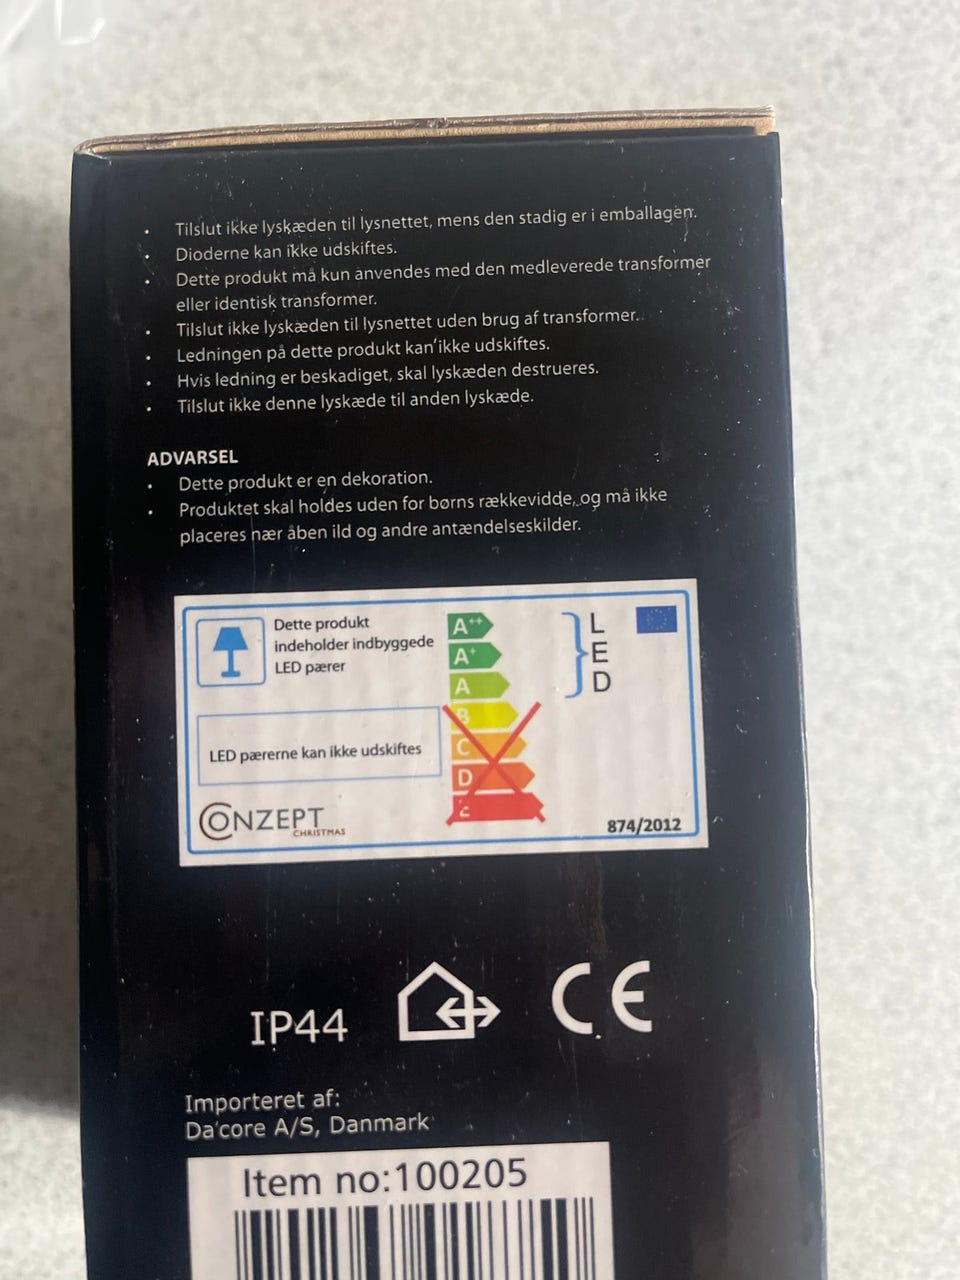 • Tilslut ikke lyskæden til lysnettet, mens den stadig er i emballagen.
• Dioderne kan ikke udskiftes.
• Dette produkt må kun anvendes med den medleverede transformer
eller identisk transformer.
• Tilslut ikke lyskæden til lysnettet uden brug af transformer.
• Ledningen på dette produkt kan ikke udskiftes.
• Hvis ledning er beskadiget, skal lyskæden destrueres.
• Tilslut ikke denne lyskæde til anden lyskæde.
ADVARSEL
• Dette produkt er en dekoration.
• Produktet skal holdes uden for børns rækkevidde, og må ikke
placeres nær åben ild og andre antændelseskilder.
Dette produkt
indeholder indbyggede
LED pærer
LED pærerne kan ikke udskiftes
CONZEPT
CHRISTMAS
A++
A+
A
B
C
D
E
L
E
D
874/2012
IP44
CE
Importeret af:
Da'core A/S, Danmark
Item no:100205